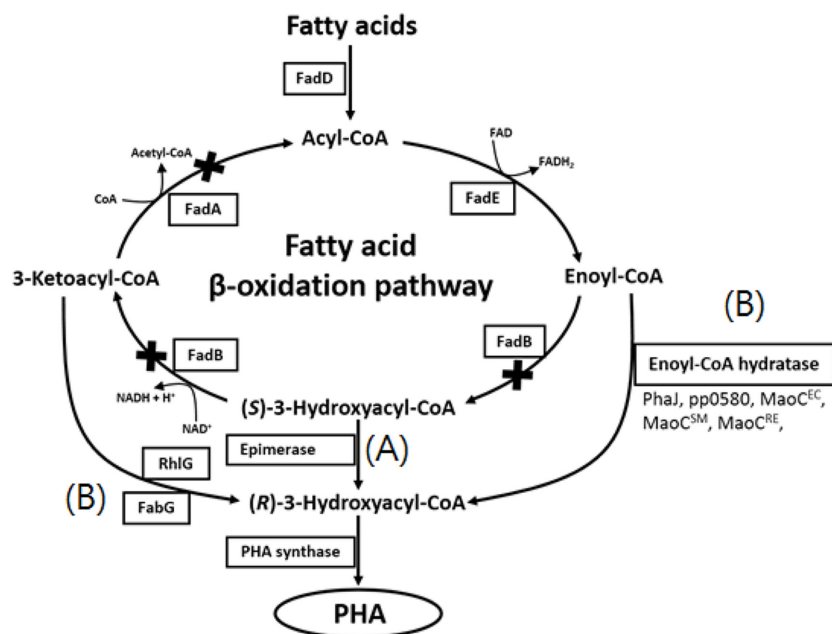 Fatty acids
FadD
Acyl-CoA
Acetyl-CoA
CoA
FadA
FAD
FADH₂
FadE
Fatty acid
β-oxidation pathway
3-Ketoacyl-CoA
Enoyl-CoA
(B)
FadB
NADH + H⁺
NAD⁺
FadB
Enoyl-CoA hydratase
PhaJ, pp0580, MaoCᴱᶜ,
MaoCˢᴹ, MaoCᴿᴱ,
(S)-3-Hydroxyacyl-CoA
Epimerase
(A)
RhlG
(B)
FabG
(R)-3-Hydroxyacyl-CoA
PHA synthase
PHA